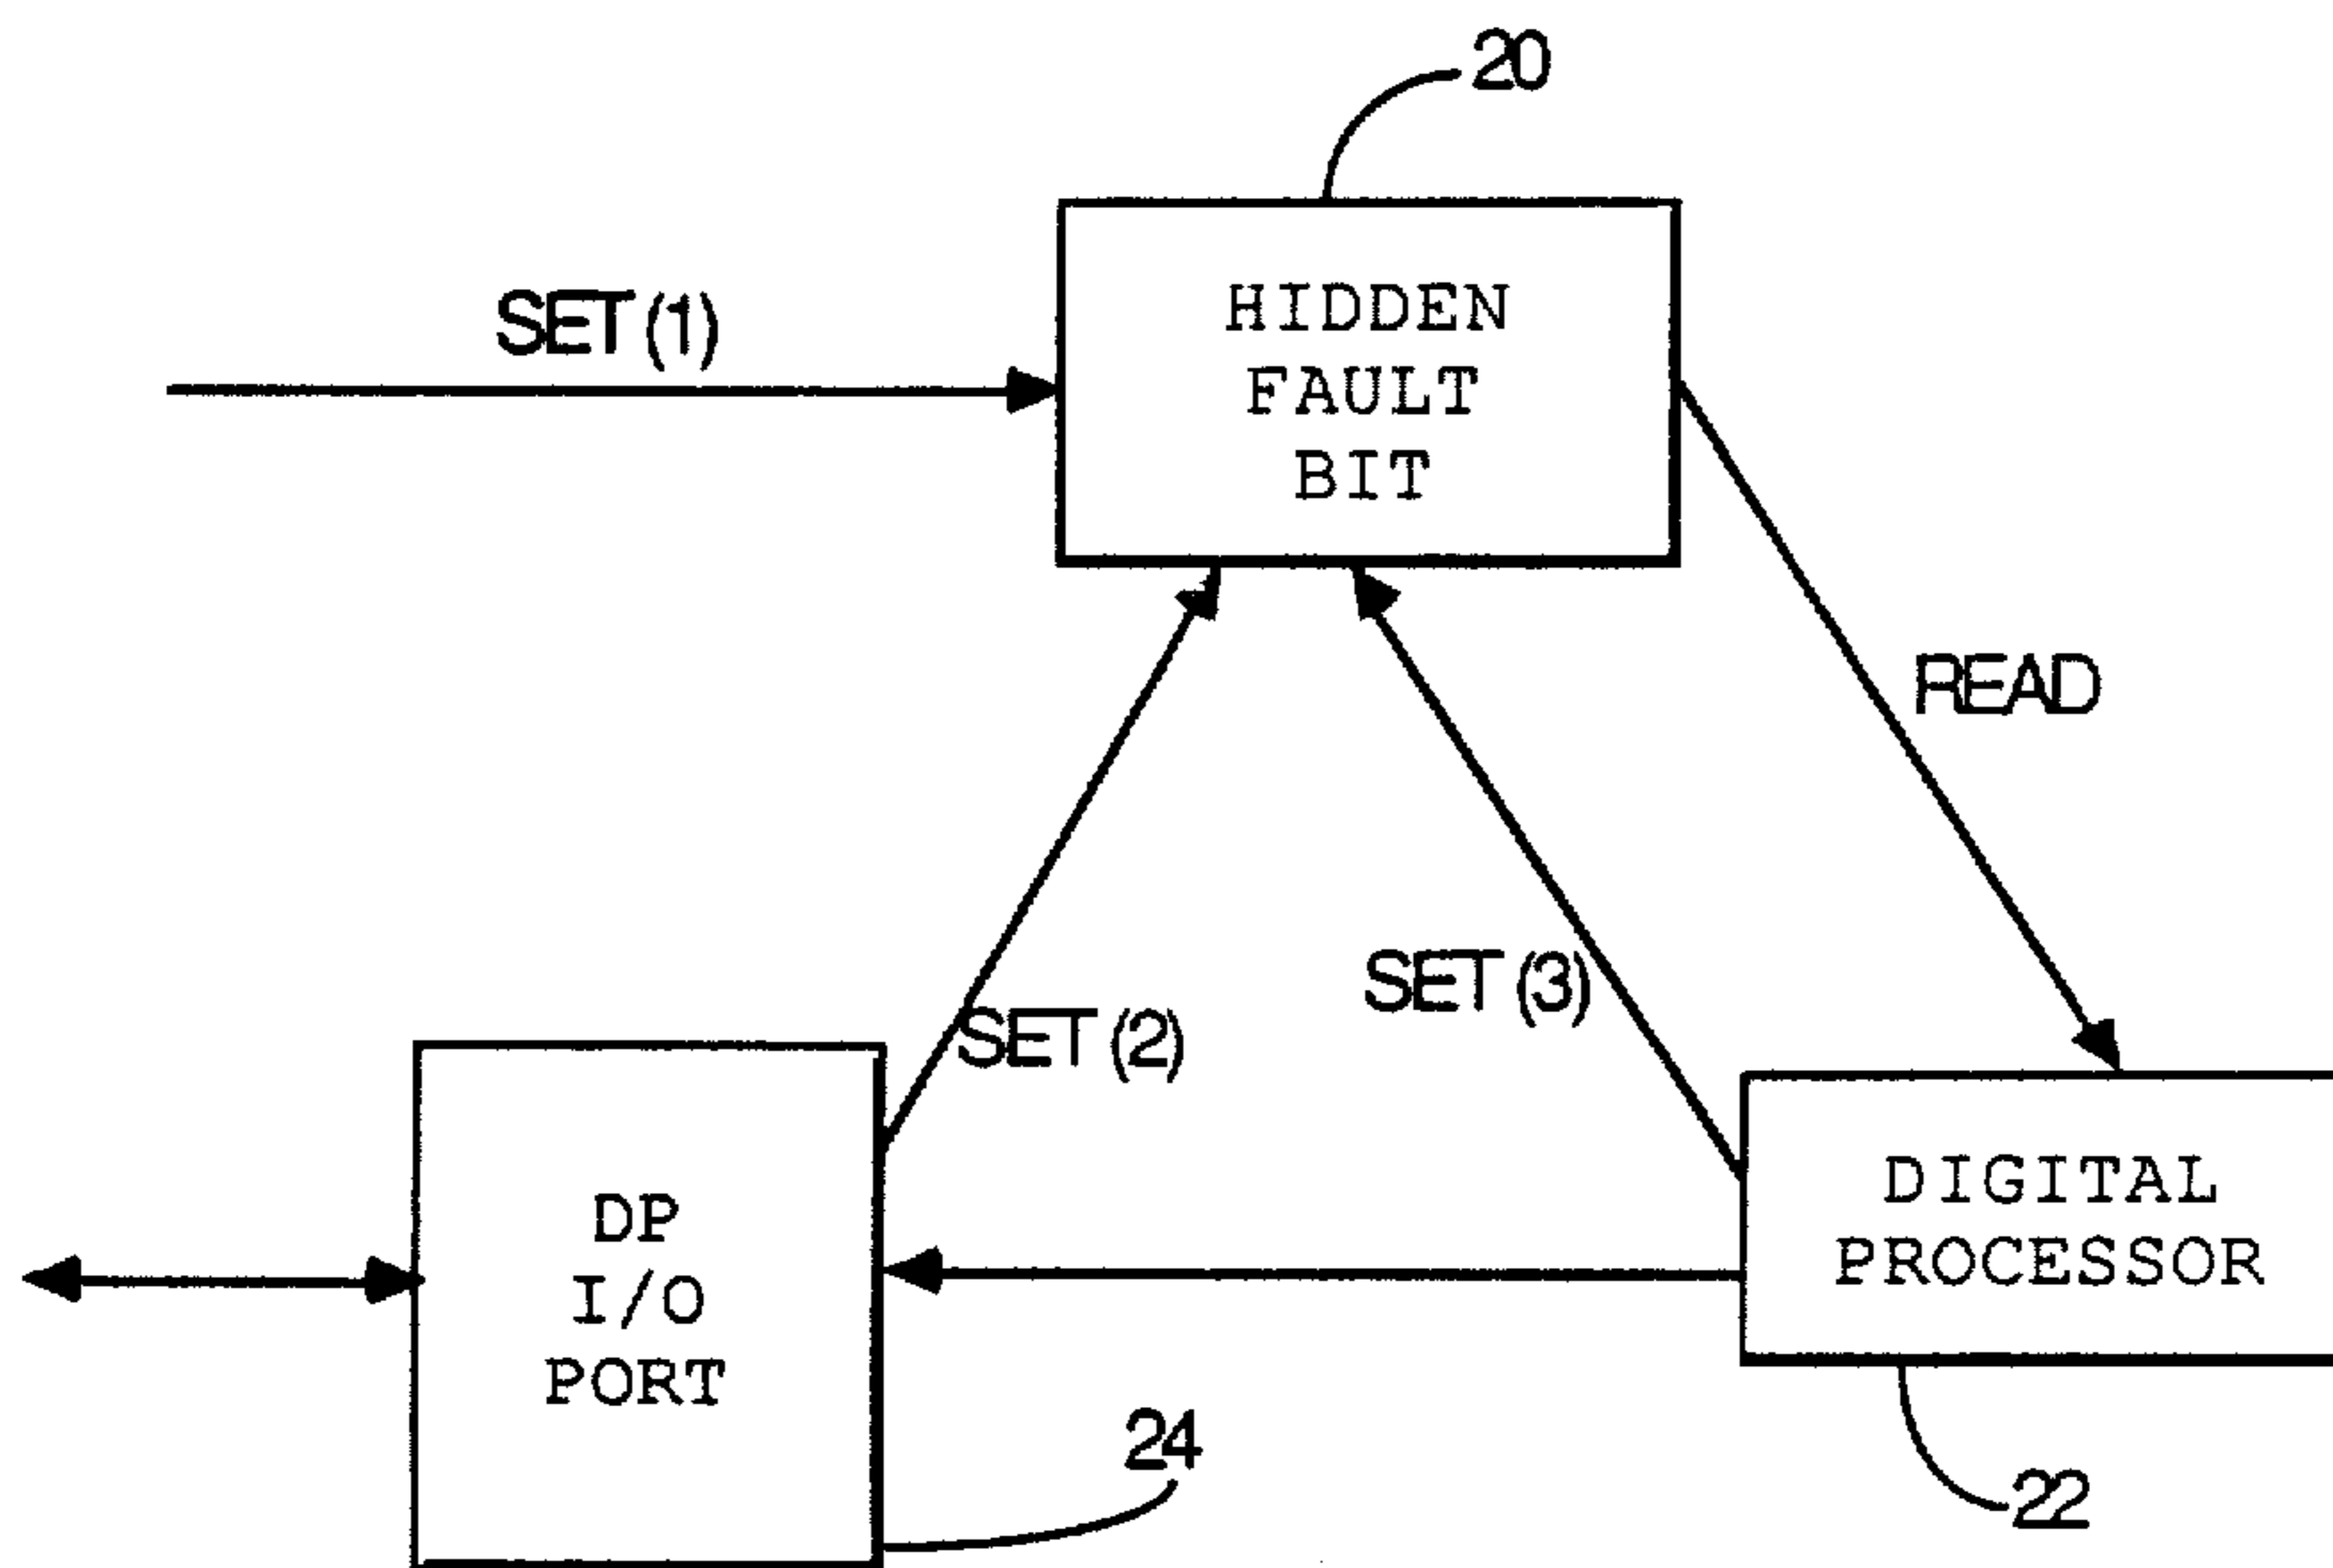 20
SET(1)
HIDDEN
FAULT
BIT
READ
SET(3)
SET(2)
DP
I/O
PORT
DIGITAL
PROCESSOR
24
22